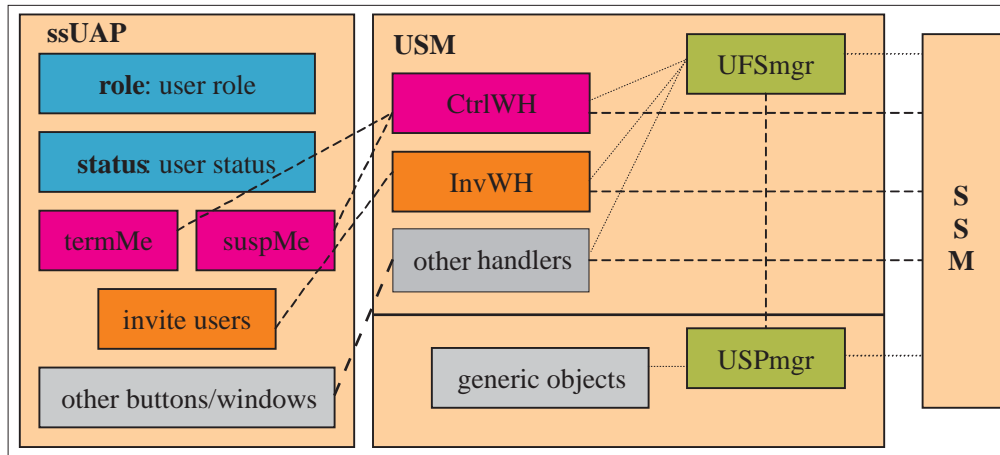 ssUAP
role: user role
status: user status
termMe
suspMe
invite users
other buttons/windows
USM
UFSmgr
CtrlWH
InvWH
other handlers
USPmgr
generic objects
S
S
M